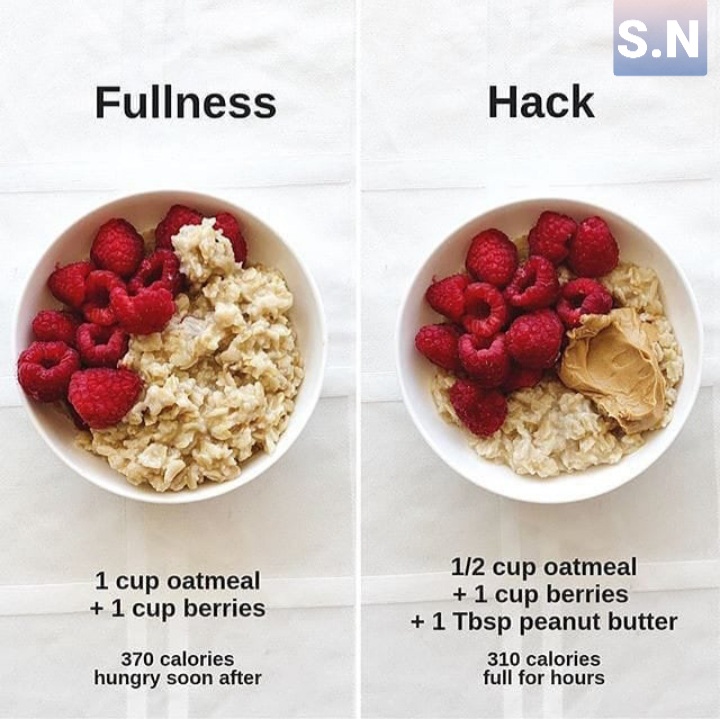 S.N
Fullness
Hack
1 cup oatmeal
+ 1 cup berries
370 calories
hungry soon after
1/2 cup oatmeal
+ 1 cup berries
+ 1 Tbsp peanut butter
310 calories
full for hours